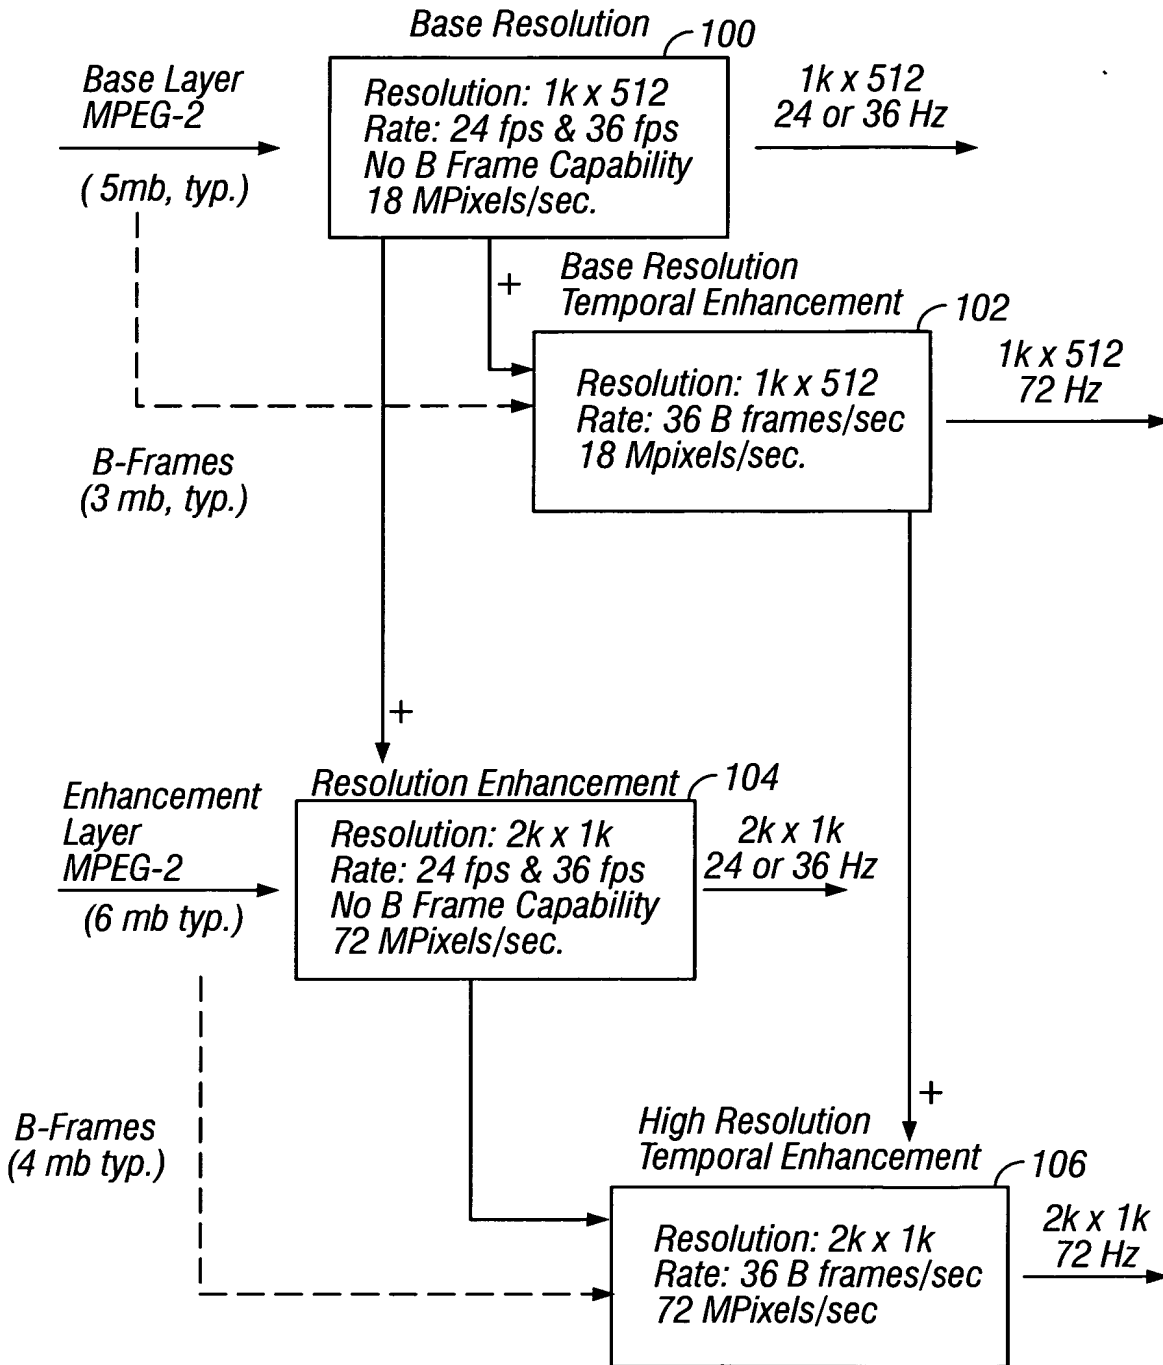 Base Resolution
100
Base Layer
MPEG-2
( 5mb, typ.)
Resolution: 1k x 512
Rate: 24 fps & 36 fps
No B Frame Capability
18 MPixels/sec.
1k x 512
24 or 36 Hz
+
Base Resolution
Temporal Enhancement
102
Resolution: 1k x 512
Rate: 36 B frames/sec
18 Mpixels/sec.
1k x 512
72 Hz
B-Frames
(3 mb, typ.)
+
Resolution Enhancement
104
Enhancement
Layer
MPEG-2
(6 mb typ.)
Resolution: 2k x 1k
Rate: 24 fps & 36 fps
No B Frame Capability
72 MPixels/sec.
2k x 1k
24 or 36 Hz
B-Frames
(4 mb typ.)
+
High Resolution
Temporal Enhancement
106
Resolution: 2k x 1k
Rate: 36 B frames/sec
72 MPixels/sec
2k x 1k
72 Hz